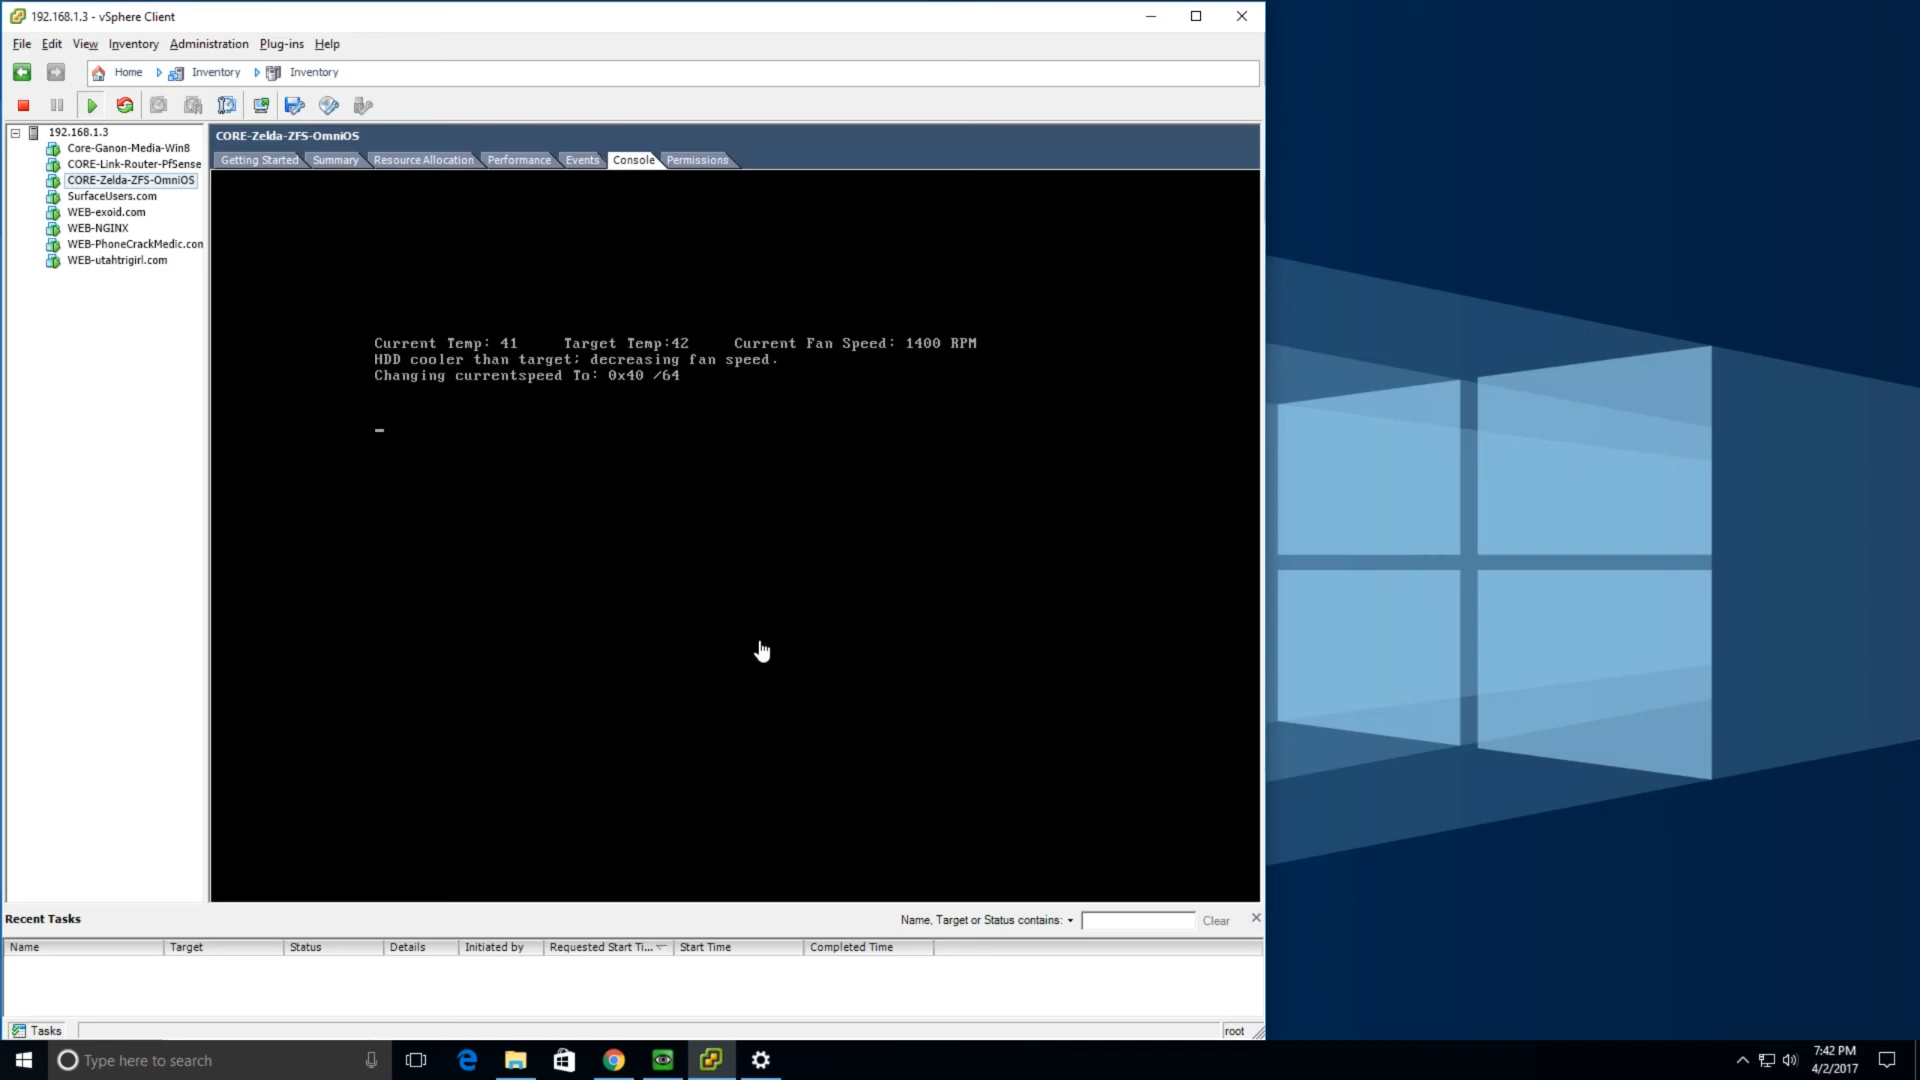 192.168.1.3 - vSphere Client
File Edit View Inventory Administration Plug-ins Help
Home Inventory Inventory
192.168.1.3
Core-Ganon-Media-Win8
CORE-Link-Router-PfSense
CORE-Zelda-ZFS-OmniOS
SurfaceUsers.com
WEB-exoid.com
WEB-NGINX
WEB-PhoneCrackMedic.com
WEB-utahtrigirl.com
CORE-Zelda-ZFS-OmniOS
Getting Started Summary Resource Allocation Performance Events Console Permissions
Current Temp: 41 Target Temp:42 Current Fan Speed: 1400 RPM
HDD cooler than target; decreasing fan speed.
Changing currentspeed To: 0x40 /64
Recent Tasks
Name, Target or Status contains: Clear
Name Target Status Details Initiated by Requested Start Ti... Start Time Completed Time
Tasks
root
Type here to search
7:42 PM
4/2/2017